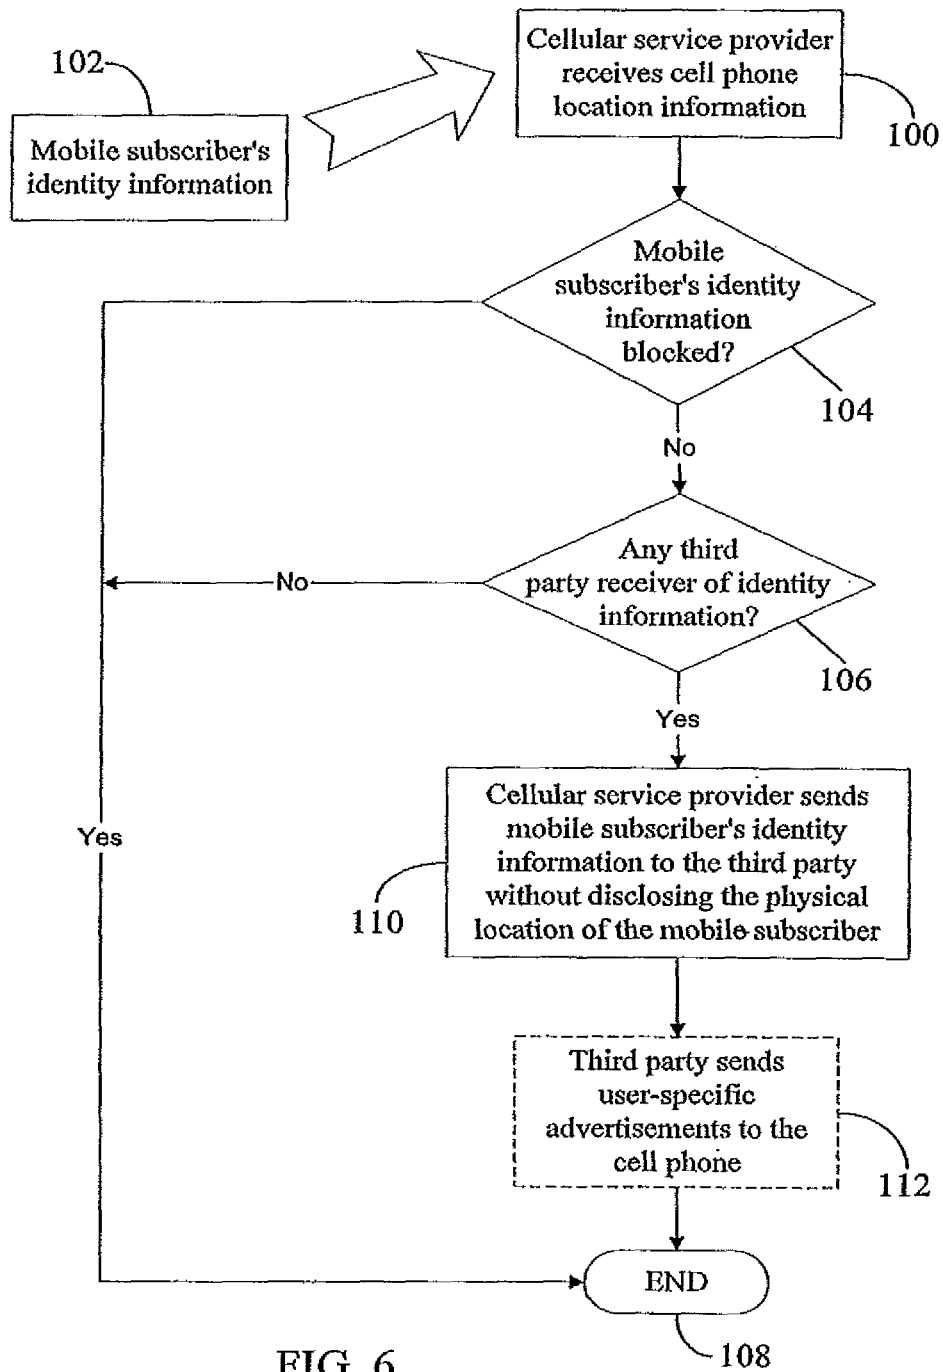 102
Mobile subscriber's
identity information
Cellular service provider
receives cell phone
location information
100
Mobile
subscriber's identity
information
blocked?
104
No
Any third
party receiver of identity
information?
106
No
Yes
Yes
Cellular service provider sends
mobile subscriber's identity
information to the third party
without disclosing the physical
location of the mobile subscriber
110
Third party sends
user-specific
advertisements to the
cell phone
112
END
108
FIG. 6